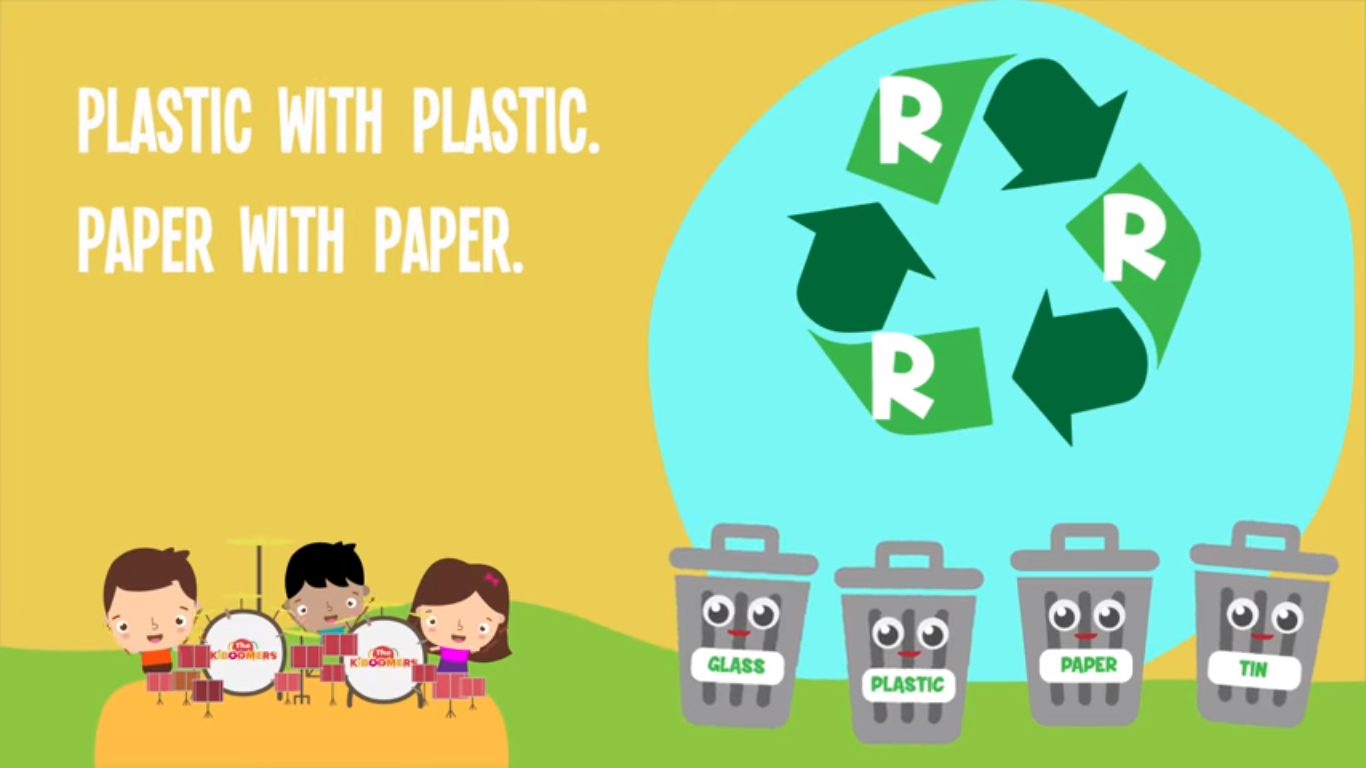 PLASTIC WITH PLASTIC.
PAPER WITH PAPER.
R
R
R
The
KiBOOMERS
The
KiBOOMERS
GLASS
PLASTIC
PAPER
TIN